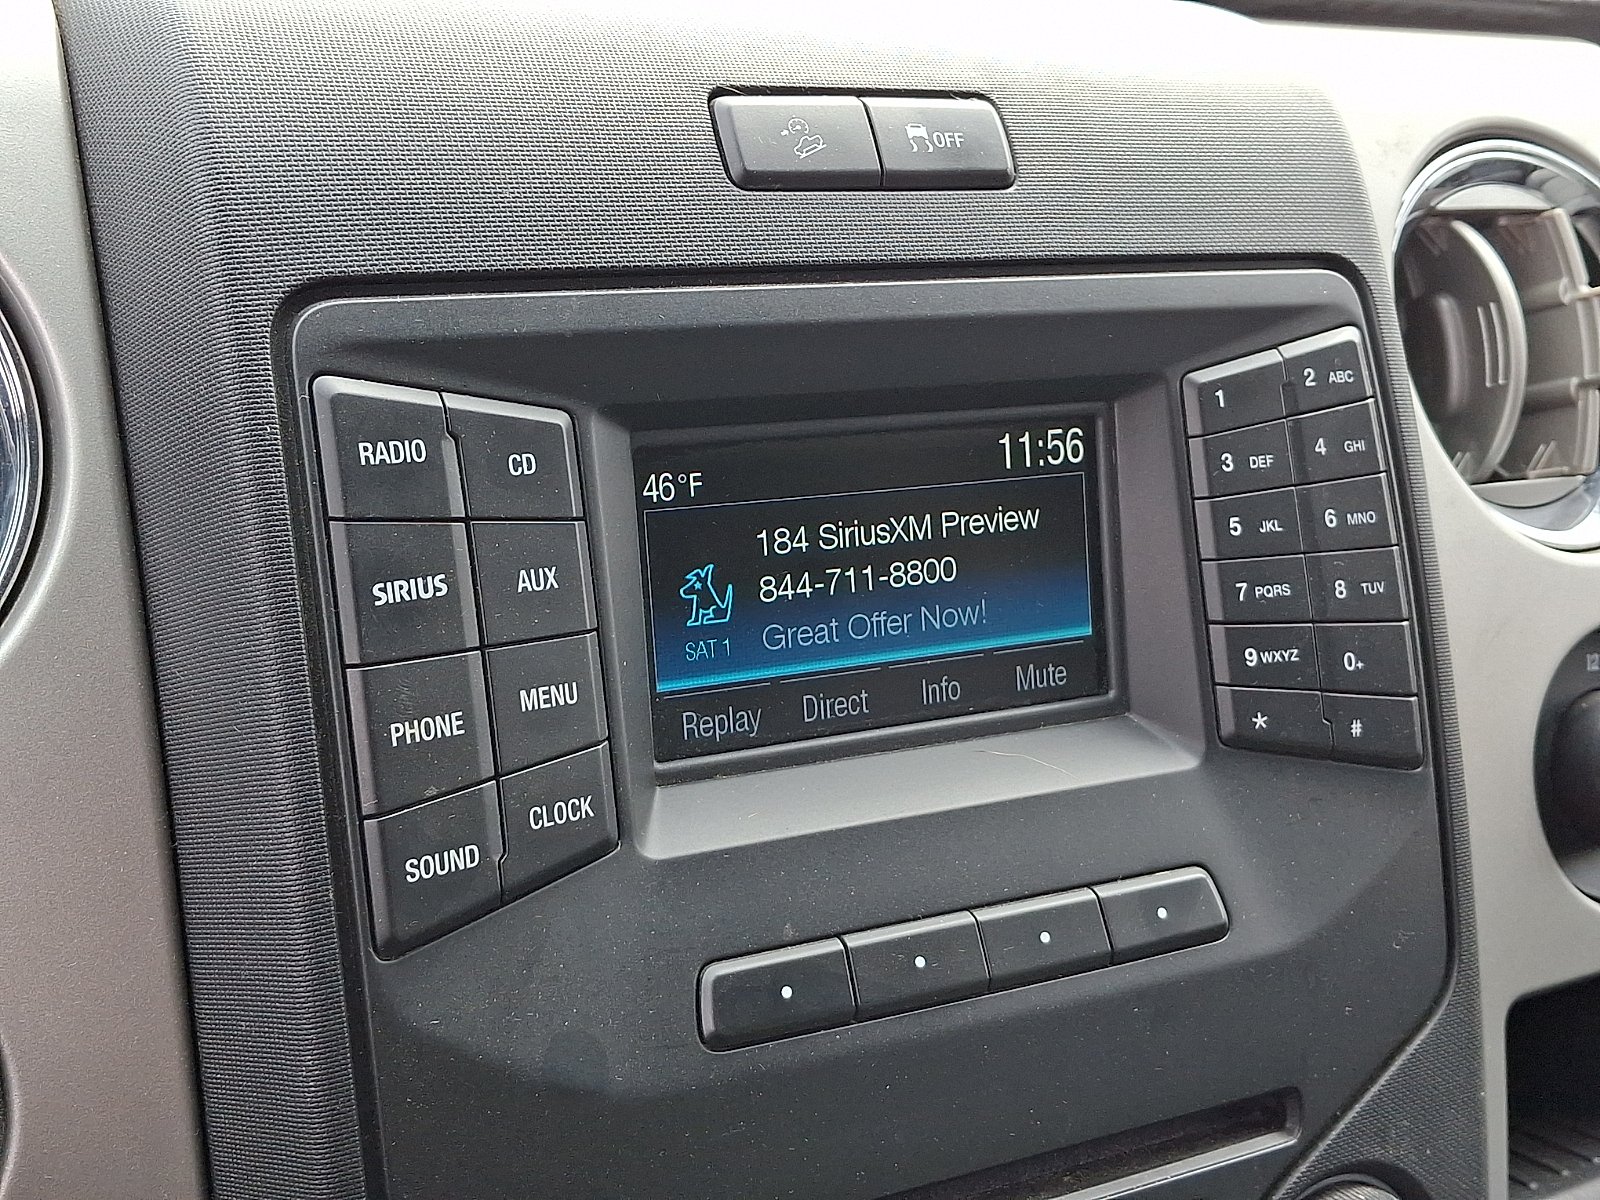 OFF
11:56
46°F
184 SiriusXM Preview
844-711-8800
Great Offer Now!
SAT 1
Replay Direct Info Mute
RADIO CD
SIRIUS AUX
PHONE MENU
SOUND CLOCK
1 2 ABC
3 DEF 4 GHI
5 JKL 6 MNO
7 PQRS 8 TUV
9 WXYZ 0+
* #